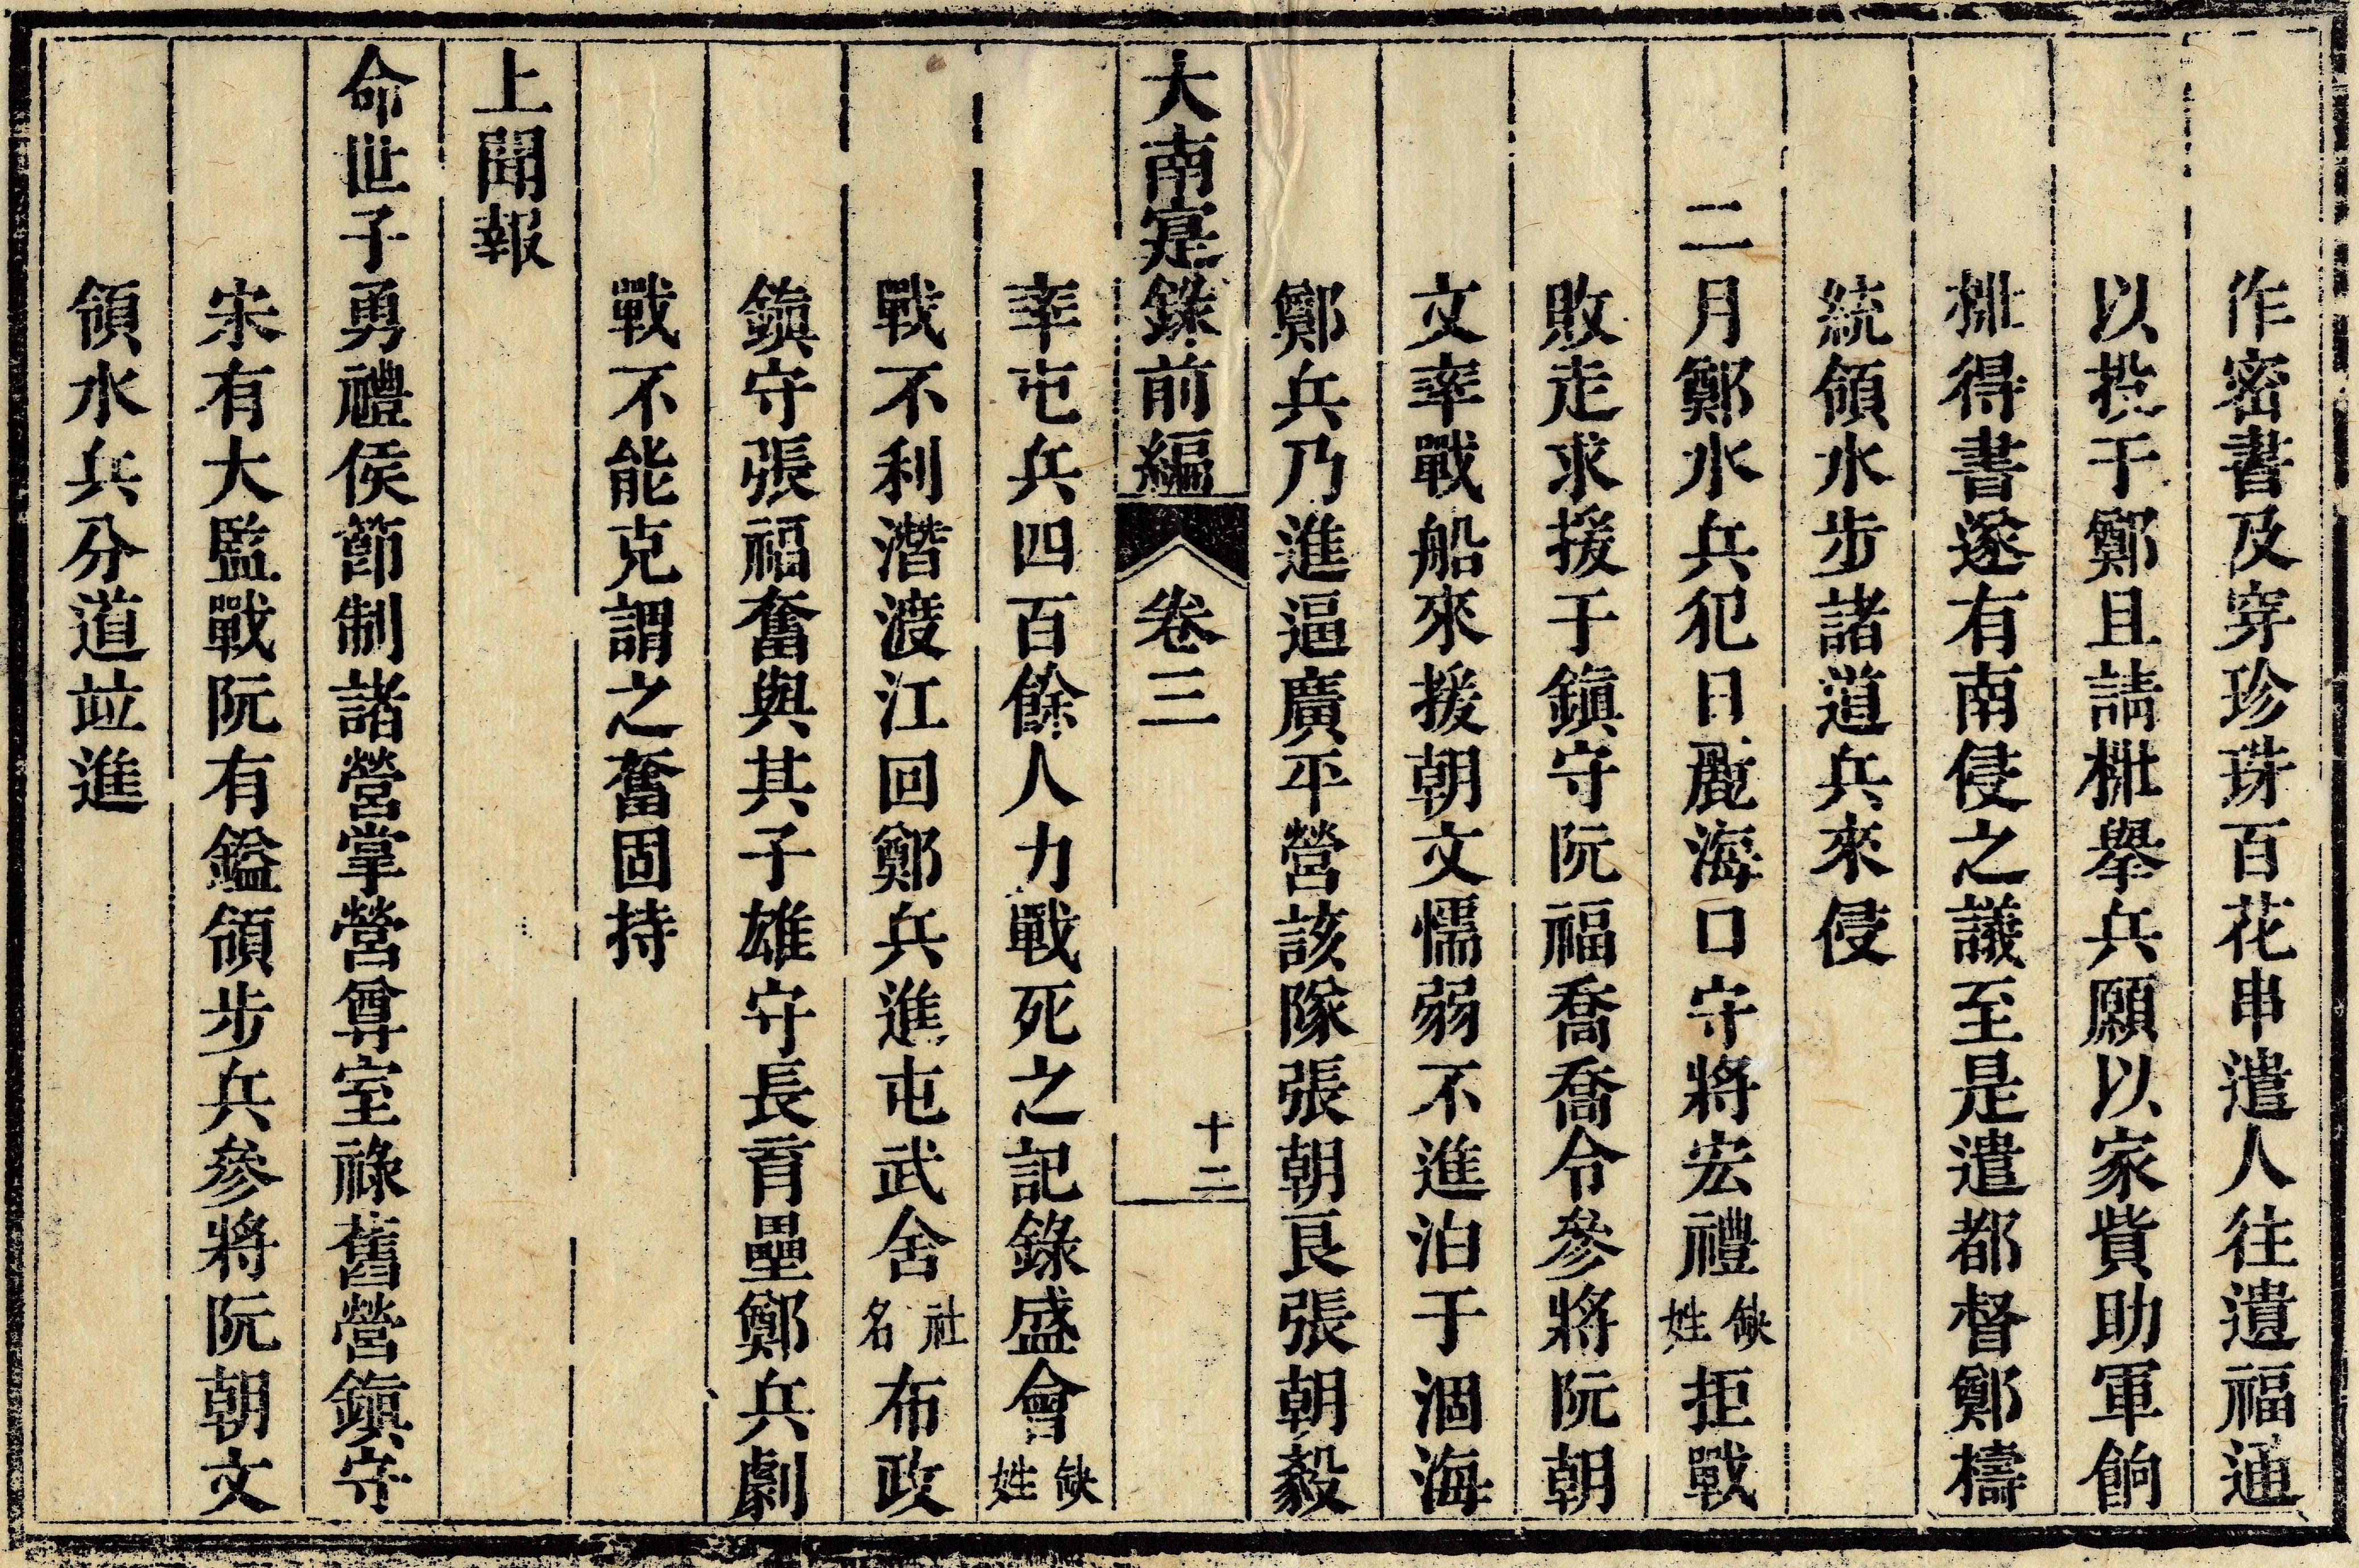 作密書及穿珍珠百花串遣人往遺福通
以投于鄭且請棑舉兵願以家貲助軍餉
棑得書遂有南侵之議至是遣都督鄭檮
統領水步諸道兵來侵
二月鄭水兵犯日𣾺海口守將宏禮缺姓拒戰
敗走求援于鎭守阮福喬喬令參將阮朝
文率戰船來援朝文懦弱不進泊于涸海
鄭兵乃進逼廣平營該隊張朝良張朝毅
大南寔錄前編 卷三 十二
率屯兵四百餘人力戰死之記錄盛會缺姓
戰不利潛渡江回鄭兵進屯武舍社名布政
鎭守張福奮與其子雄守長育壘鄭兵劇
戰不能克謂之奮固持
上聞報
命世子勇禮侯節制諸營掌營尊室祿舊營鎭守
宋有大監戰阮有鎰領步兵參將阮朝文
領水兵分道竝進